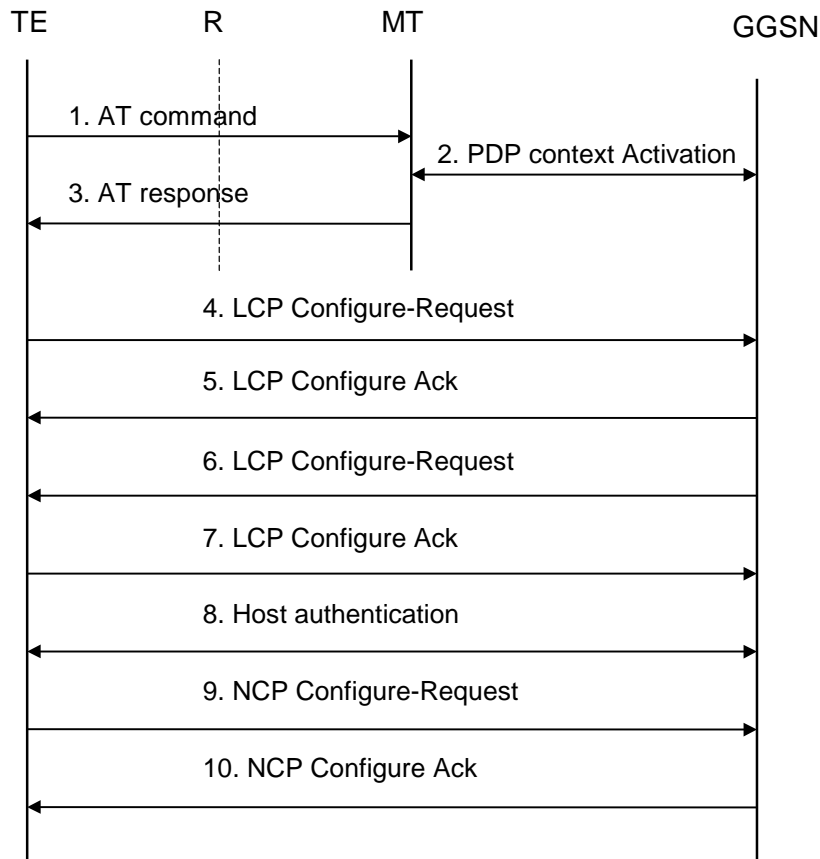 TE R MT GGSN
1. AT command
2. PDP context Activation
3. AT response
4. LCP Configure-Request
5. LCP Configure Ack
6. LCP Configure-Request
7. LCP Configure Ack
8. Host authentication
9. NCP Configure-Request
10. NCP Configure Ack